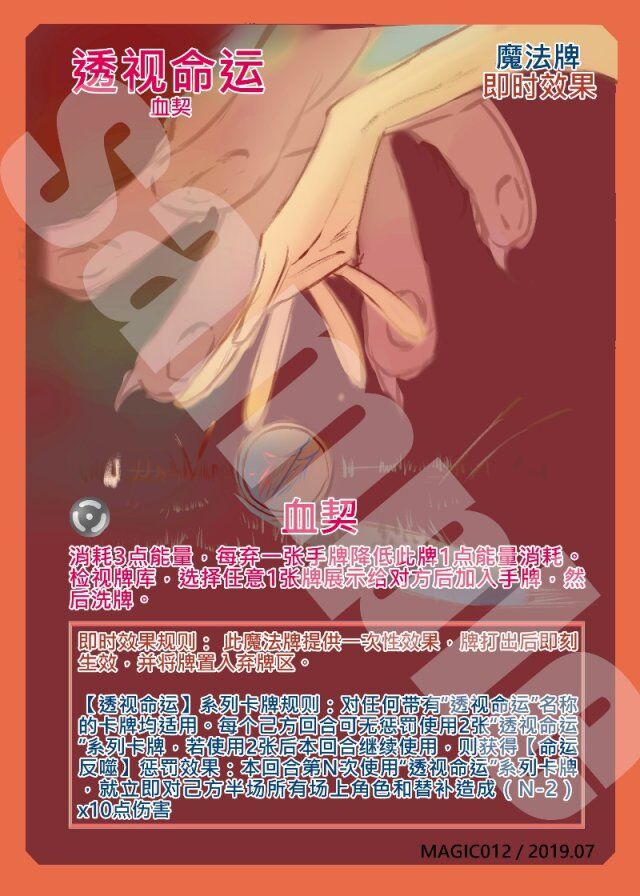 透视命运
血契
魔法牌
即时效果
Sample
血契
消耗3点能量，每弃一张手牌降低此牌1点能量消耗。
检视牌库，选择任意1张牌展示给对方后加入手牌，然
后洗牌。
即时效果规则： 此魔法牌提供一次性效果，牌打出后即刻
生效，并将牌置入弃牌区。
【透视命运】系列卡牌规则：对任何带有“透视命运”名称
的卡牌均适用。每个己方回合可无惩罚使用2张“透视命运
”系列卡牌，若使用2张后本回合继续使用，则获得【命运
反噬】惩罚效果：本回合第N次使用“透视命运”系列卡牌
，就立即对己方半场所有场上角色和替补造成（N-2）
x10点伤害
MAGIC012 / 2019.07